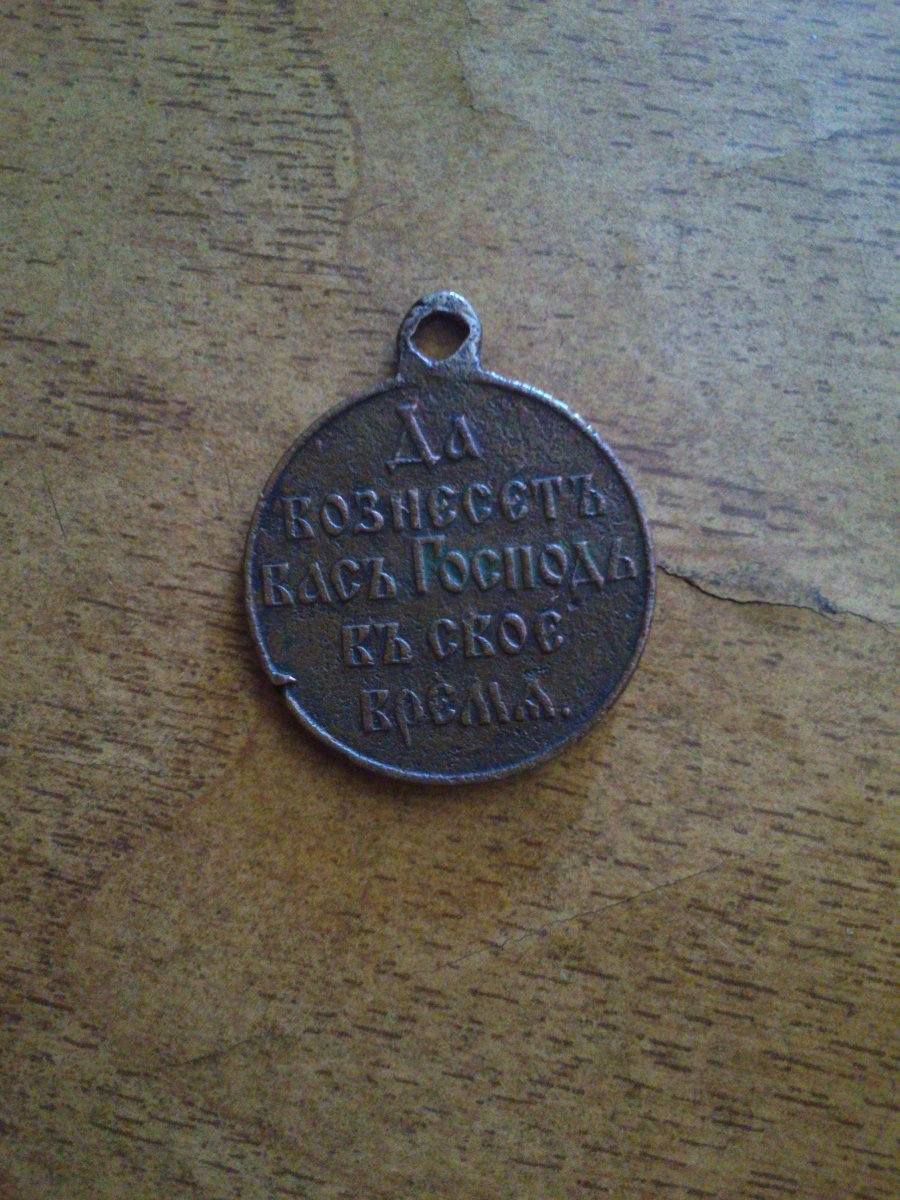 Да
вознесетъ
васъ Господь
въ свое
время.